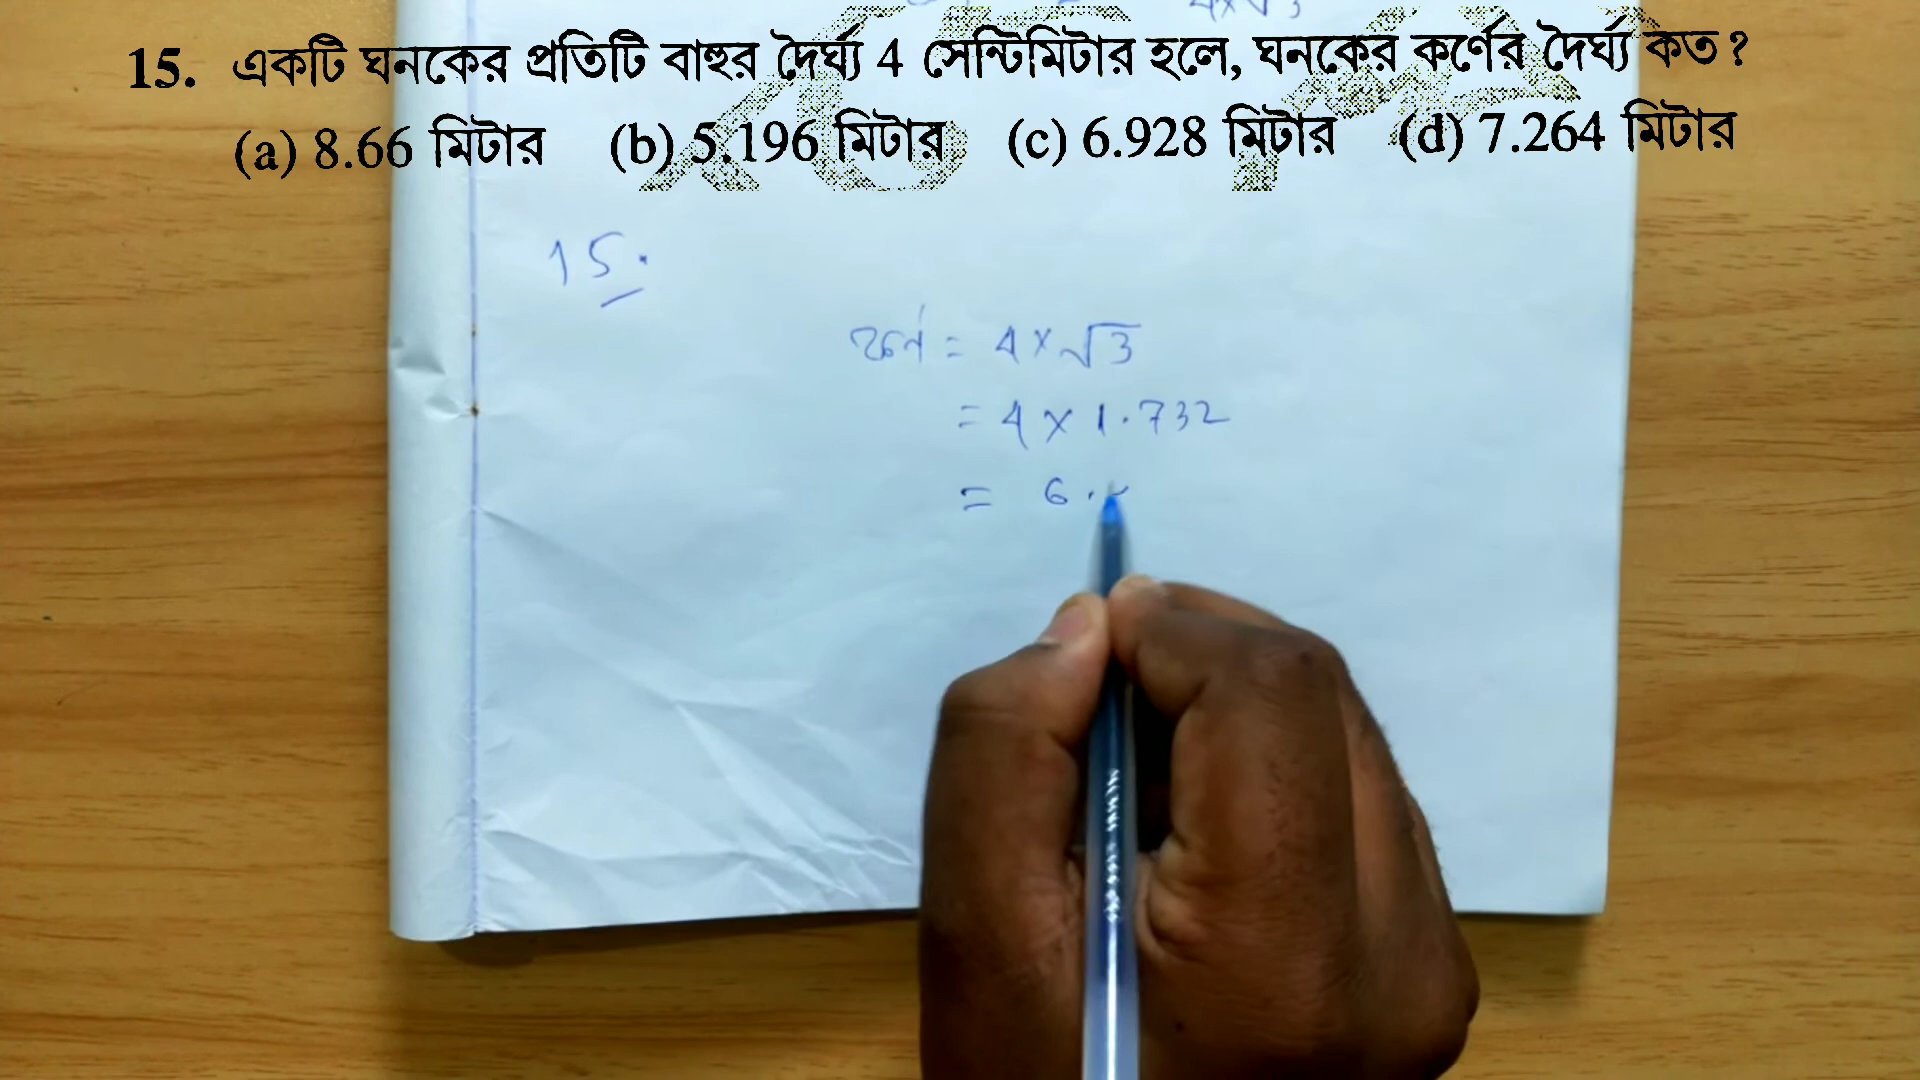 15. একটি ঘনকের প্রতিটি বাহুর দৈর্ঘ্য 4 সেন্টিমিটার হলে, ঘনকের কর্ণের দৈর্ঘ্য কত ?
(a) 8.66 মিটার (b) 5.196 মিটার (c) 6.928 মিটার (d) 7.264 মিটার
15.
কর্ণ = 4 × √3
= 4 × 1.732
= 6.